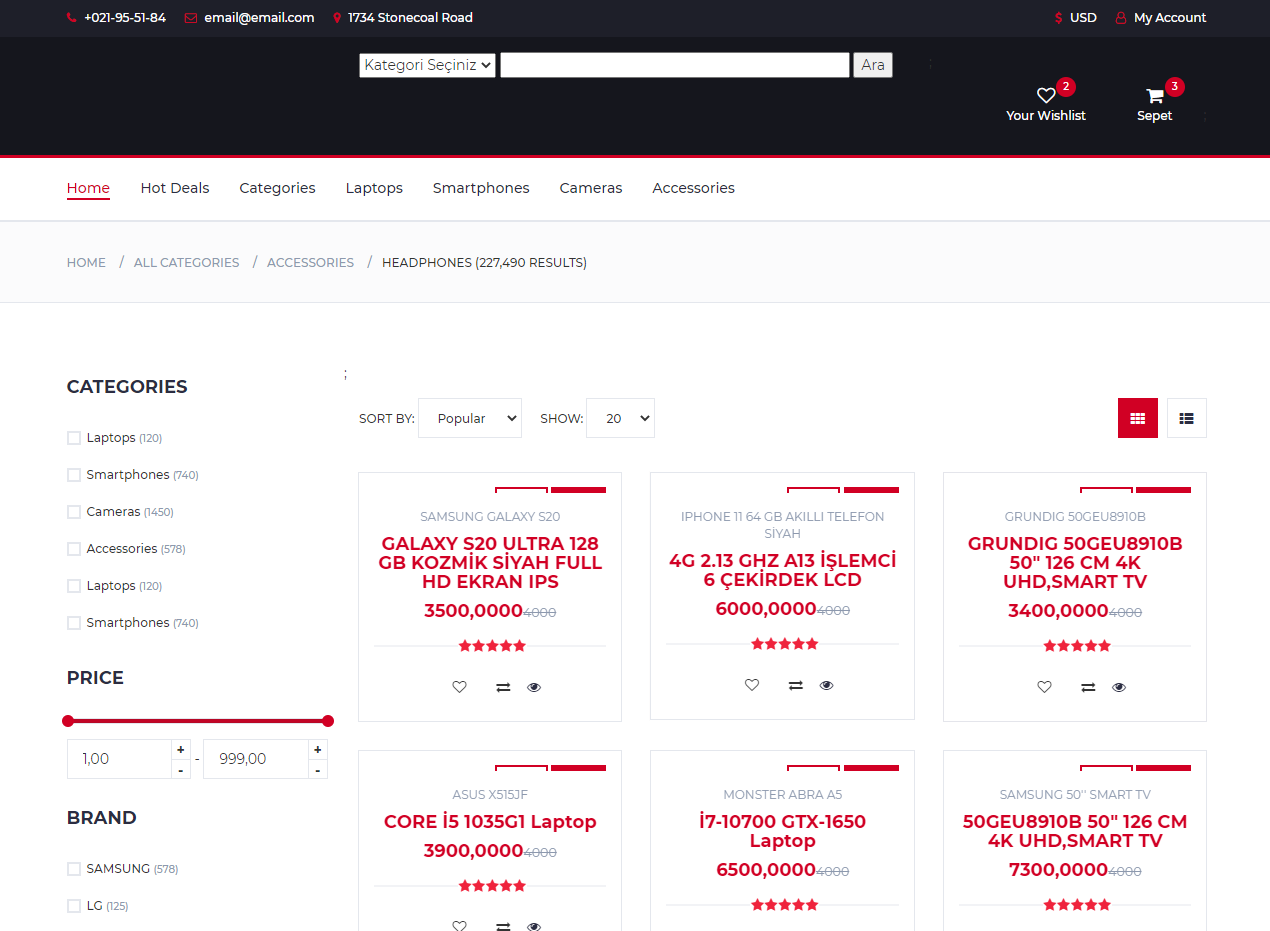 +021-95-51-84 email@email.com 1734 Stonecoal Road $ USD My Account
Kategori Seçiniz Ara ;
2 3
Your Wishlist Sepet ;
Home Hot Deals Categories Laptops Smartphones Cameras Accessories
HOME / ALL CATEGORIES / ACCESSORIES / HEADPHONES (227,490 RESULTS)
;
CATEGORIES
Laptops (120)
Smartphones (740)
Cameras (1450)
Accessories (578)
Laptops (120)
Smartphones (740)
PRICE
1,00 + - - 999,00 + -
BRAND
SAMSUNG (578)
LG (125)
SORT BY: Popular SHOW: 20
SAMSUNG GALAXY S20
GALAXY S20 ULTRA 128
GB KOZMİK SİYAH FULL
HD EKRAN IPS
3500,0000 4000
IPHONE 11 64 GB AKILLI TELEFON
SİYAH
4G 2.13 GHZ A13 İŞLEMCİ
6 ÇEKİRDEK LCD
6000,0000 4000
GRUNDIG 50GEU8910B
GRUNDIG 50GEU8910B
50" 126 CM 4K
UHD,SMART TV
3400,0000 4000
ASUS X515JF
CORE İ5 1035G1 Laptop
3900,0000 4000
MONSTER ABRA A5
İ7-10700 GTX-1650
Laptop
6500,0000 4000
SAMSUNG 50'' SMART TV
50GEU8910B 50" 126 CM
4K UHD,SMART TV
7300,0000 4000